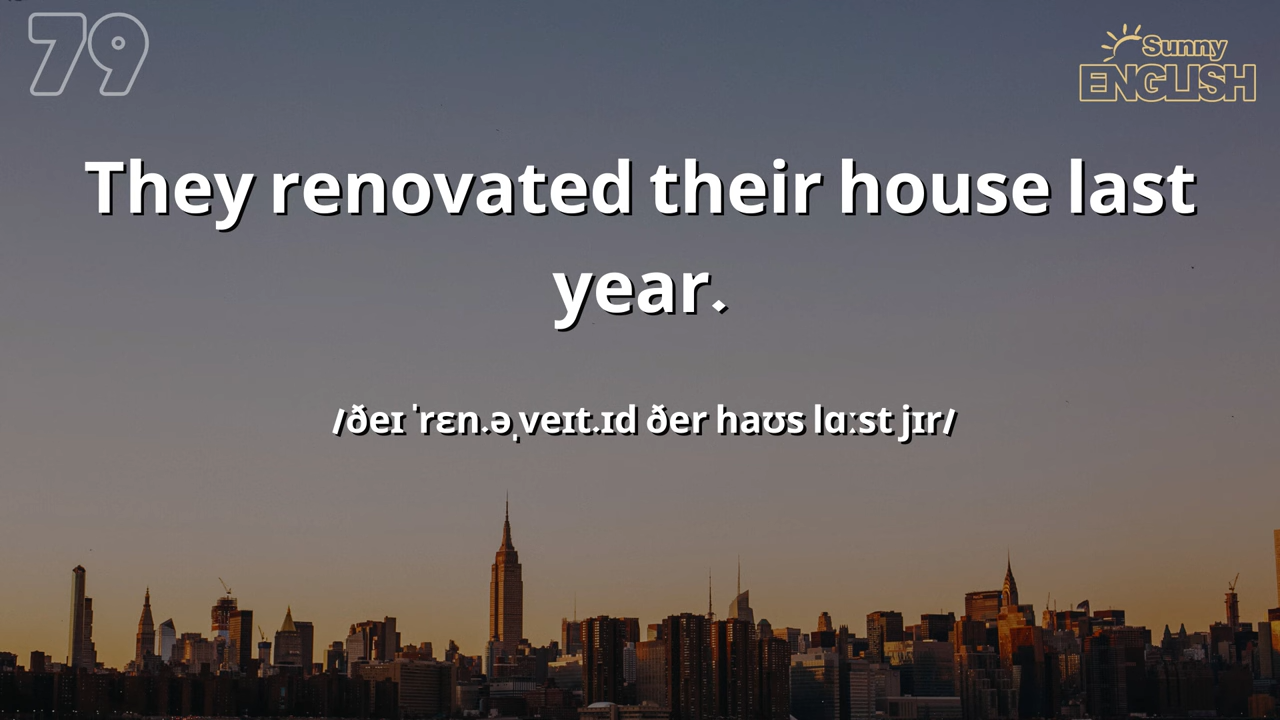 79
Sunny
ENGLISH
They renovated their house last
year.
/ðeɪ ˈrɛn.əˌveɪt.ɪd ðer haʊs lɑːst jɪr/